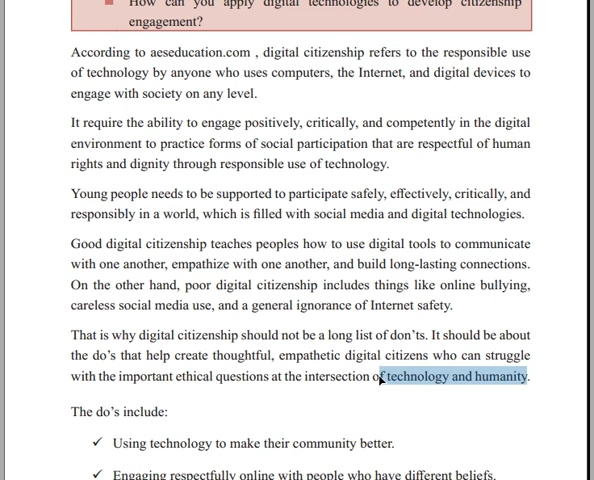 How can you apply digital technologies to develop citizenship
engagement?
According to aeseducation.com , digital citizenship refers to the responsible use
of technology by anyone who uses computers, the Internet, and digital devices to
engage with society on any level.
It require the ability to engage positively, critically, and competently in the digital
environment to practice forms of social participation that are respectful of human
rights and dignity through responsible use of technology.
Young people needs to be supported to participate safely, effectively, critically, and
responsibly in a world, which is filled with social media and digital technologies.
Good digital citizenship teaches peoples how to use digital tools to communicate
with one another, empathize with one another, and build long-lasting connections.
On the other hand, poor digital citizenship includes things like online bullying,
careless social media use, and a general ignorance of Internet safety.
That is why digital citizenship should not be a long list of don’ts. It should be about
the do’s that help create thoughtful, empathetic digital citizens who can struggle
with the important ethical questions at the intersection of technology and humanity.
The do’s include:
✓ Using technology to make their community better.
✓ Engaging respectfully online with people who have different beliefs.